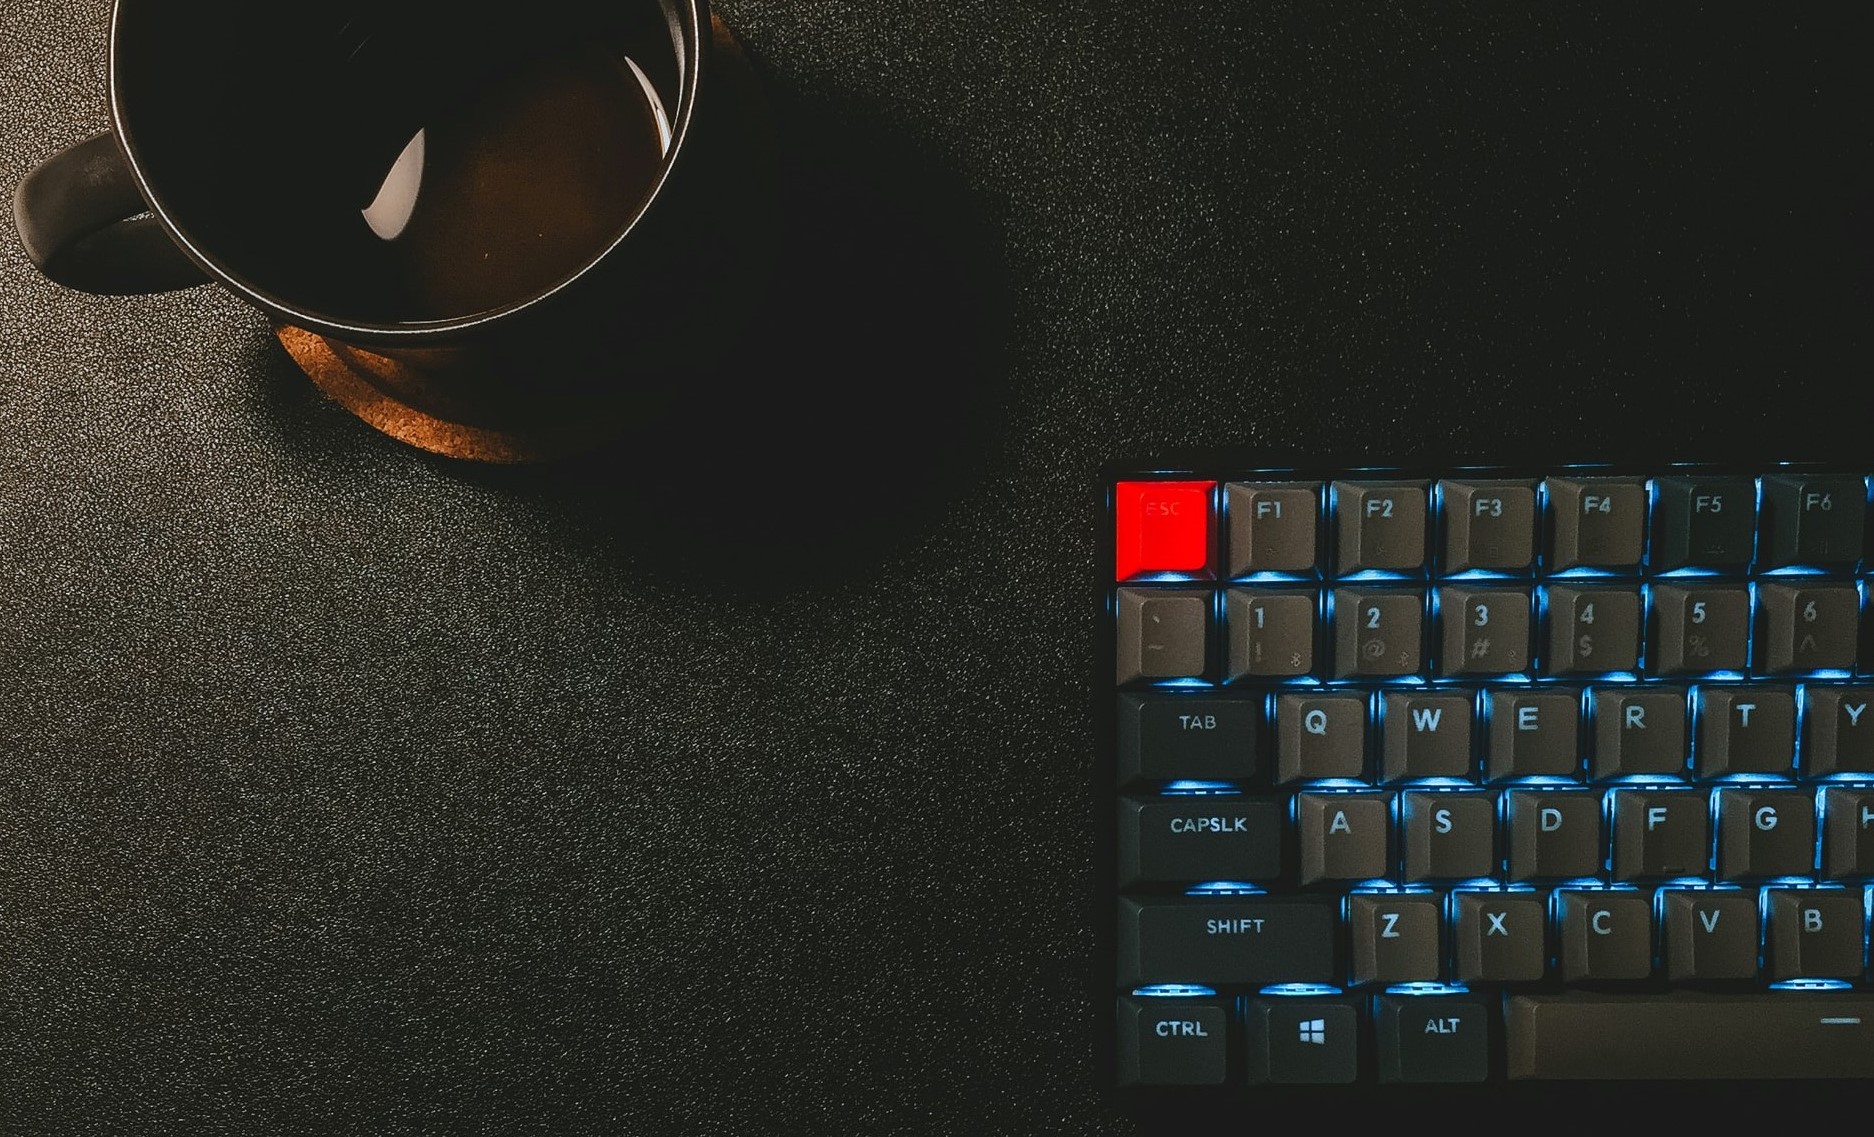 ESC F1 F2 F3 F4 F5 F6
` 1 2 3 4 5 6
~ ! @ # $ % ^
TAB Q W E R T Y
CAPSLK A S D F G H
SHIFT Z X C V B
CTRL ALT